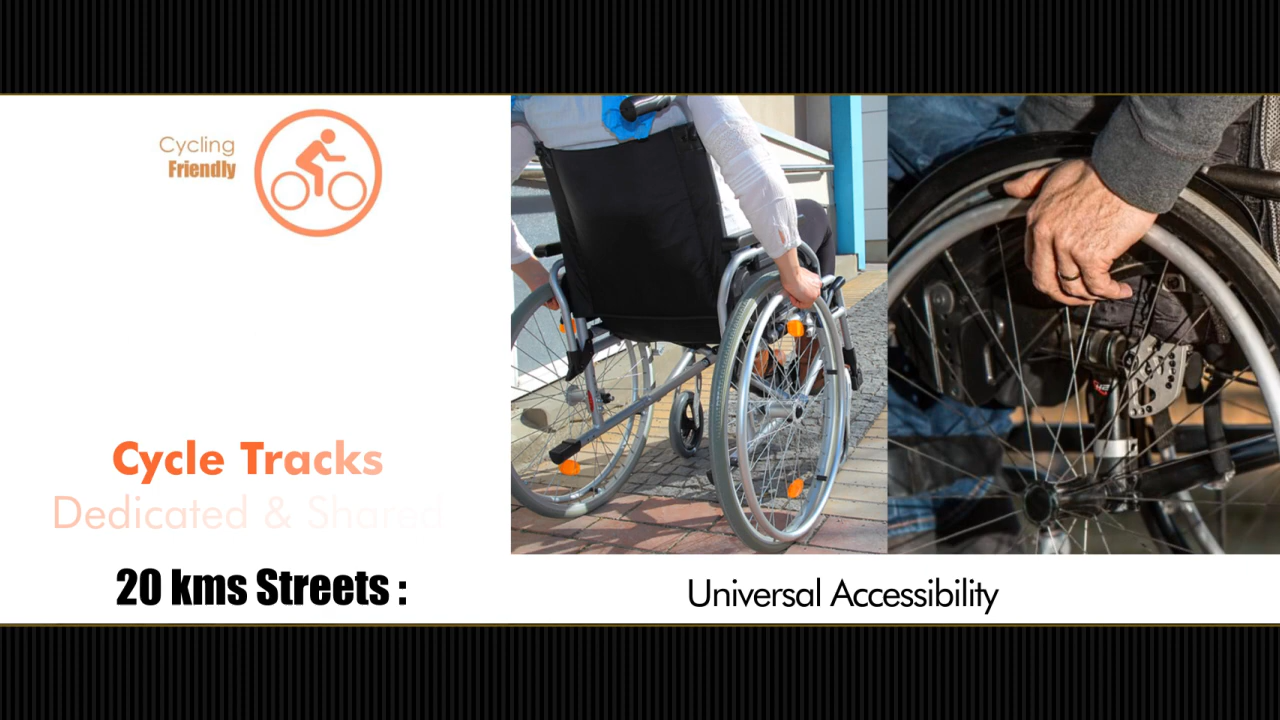 Cycling
Friendly
Cycle Tracks
Dedicated & Shared
20 kms Streets :
Universal Accessibility